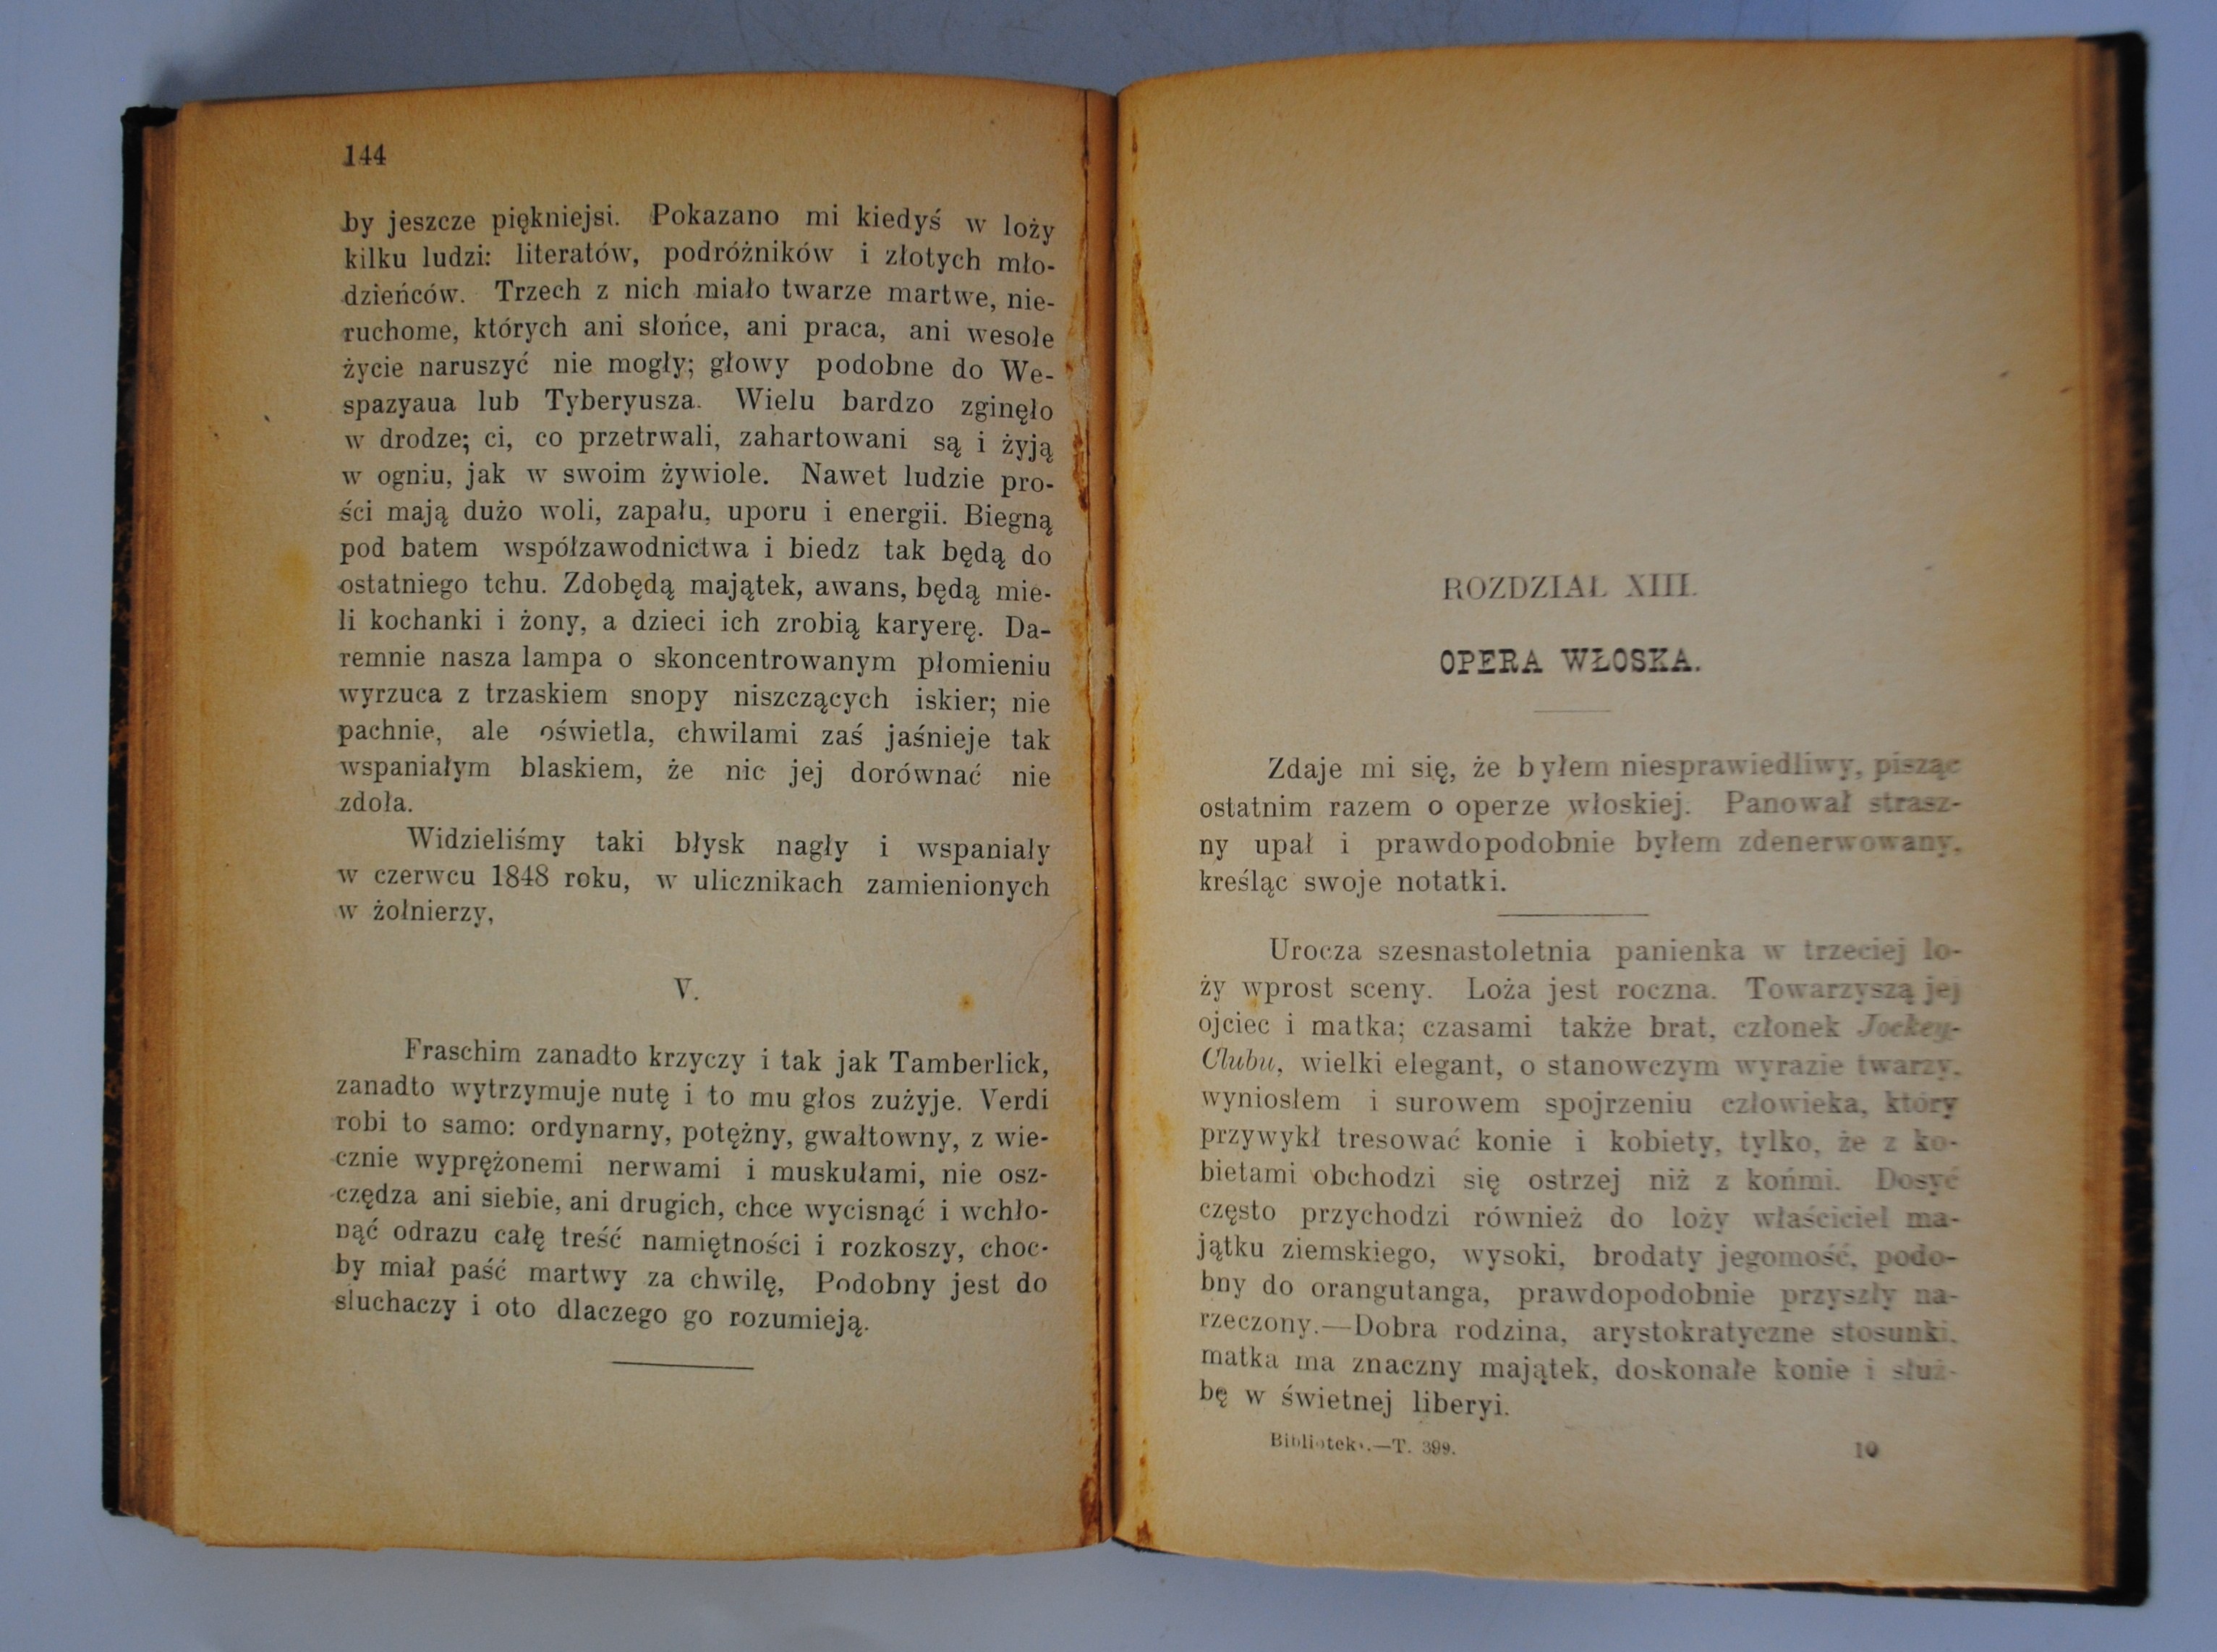 144
by jeszcze piękniejsi. Pokazano mi kiedyś w loży
kilku ludzi: literatów, podróżników i złotych mło-
dzieńców. Trzech z nich miało twarze martwe, nie-
ruchome, których ani słońce, ani praca, ani wesołe
życie naruszyć nie mogły; głowy podobne do We-
spazyaua lub Tyberyusza. Wielu bardzo zginęło
w drodze; ci, co przetrwali, zahartowani są i żyją
w ogniu, jak w swoim żywiole. Nawet ludzie pro-
ści mają dużo woli, zapału, uporu i energii. Biegną
pod batem współzawodnictwa i biedz tak będą do
ostatniego tchu. Zdobędą majątek, awans, będą mie-
li kochanki i żony, a dzieci ich zrobią karyerę. Da-
remnie nasza lampa o skoncentrowanym płomieniu
wyrzuca z trzaskiem snopy niszczących iskier; nie
pachnie, ale oświetla, chwilami zaś jaśnieje tak
wspaniałym blaskiem, że nic jej dorównać nie
zdoła.
Widzieliśmy taki błysk nagły i wspaniały
w czerwcu 1848 roku, w ulicznikach zamienionych
w żołnierzy,
V.
Fraschim zanadto krzyczy i tak jak Tamberlick,
zanadto wytrzymuje nutę i to mu głos zużyje. Verdi
robi to samo: ordynarny, potężny, gwałtowny, z wie-
cznie wyprężonemi nerwami i muskułami, nie osz-
czędza ani siebie, ani drugich, chce wycisnąć i wchło-
nąć odrazu całę treść namiętności i rozkoszy, choc-
by miał paść martwy za chwilę, Podobny jest do
słuchaczy i oto dlaczego go rozumieją.
ROZDZIAŁ XIII.
OPERA WŁOSKA.
Zdaje mi się, że byłem niesprawiedliwy, pisząc
ostatnim razem o operze włoskiej. Panował strasz-
ny upał i prawdopodobnie byłem zdenerwowany,
kreśląc swoje notatki.
Urocza szesnastoletnia panienka w trzeciej lo-
ży wprost sceny. Loża jest roczna. Towarzyszą jej
ojciec i matka; czasami także brat, członek Jockey-
Clubu, wielki elegant, o stanowczym wyrazie twarzy,
wyniosłem i surowem spojrzeniu człowieka, który
przywykł tresować konie i kobiety, tylko, że z ko-
bietami obchodzi się ostrzej niż z końmi. Dosyć
często przychodzi również do loży właściciel ma-
jątku ziemskiego, wysoki, brodaty jegomość, podo-
bny do orangutanga, prawdopodobnie przyszły na-
rzeczony.—Dobra rodzina, arystokratyczne stosunki,
matka ma znaczny majątek, doskonałe konie i służ-
bę w świetnej liberyi.
Bibliotek.—T. 399. 10